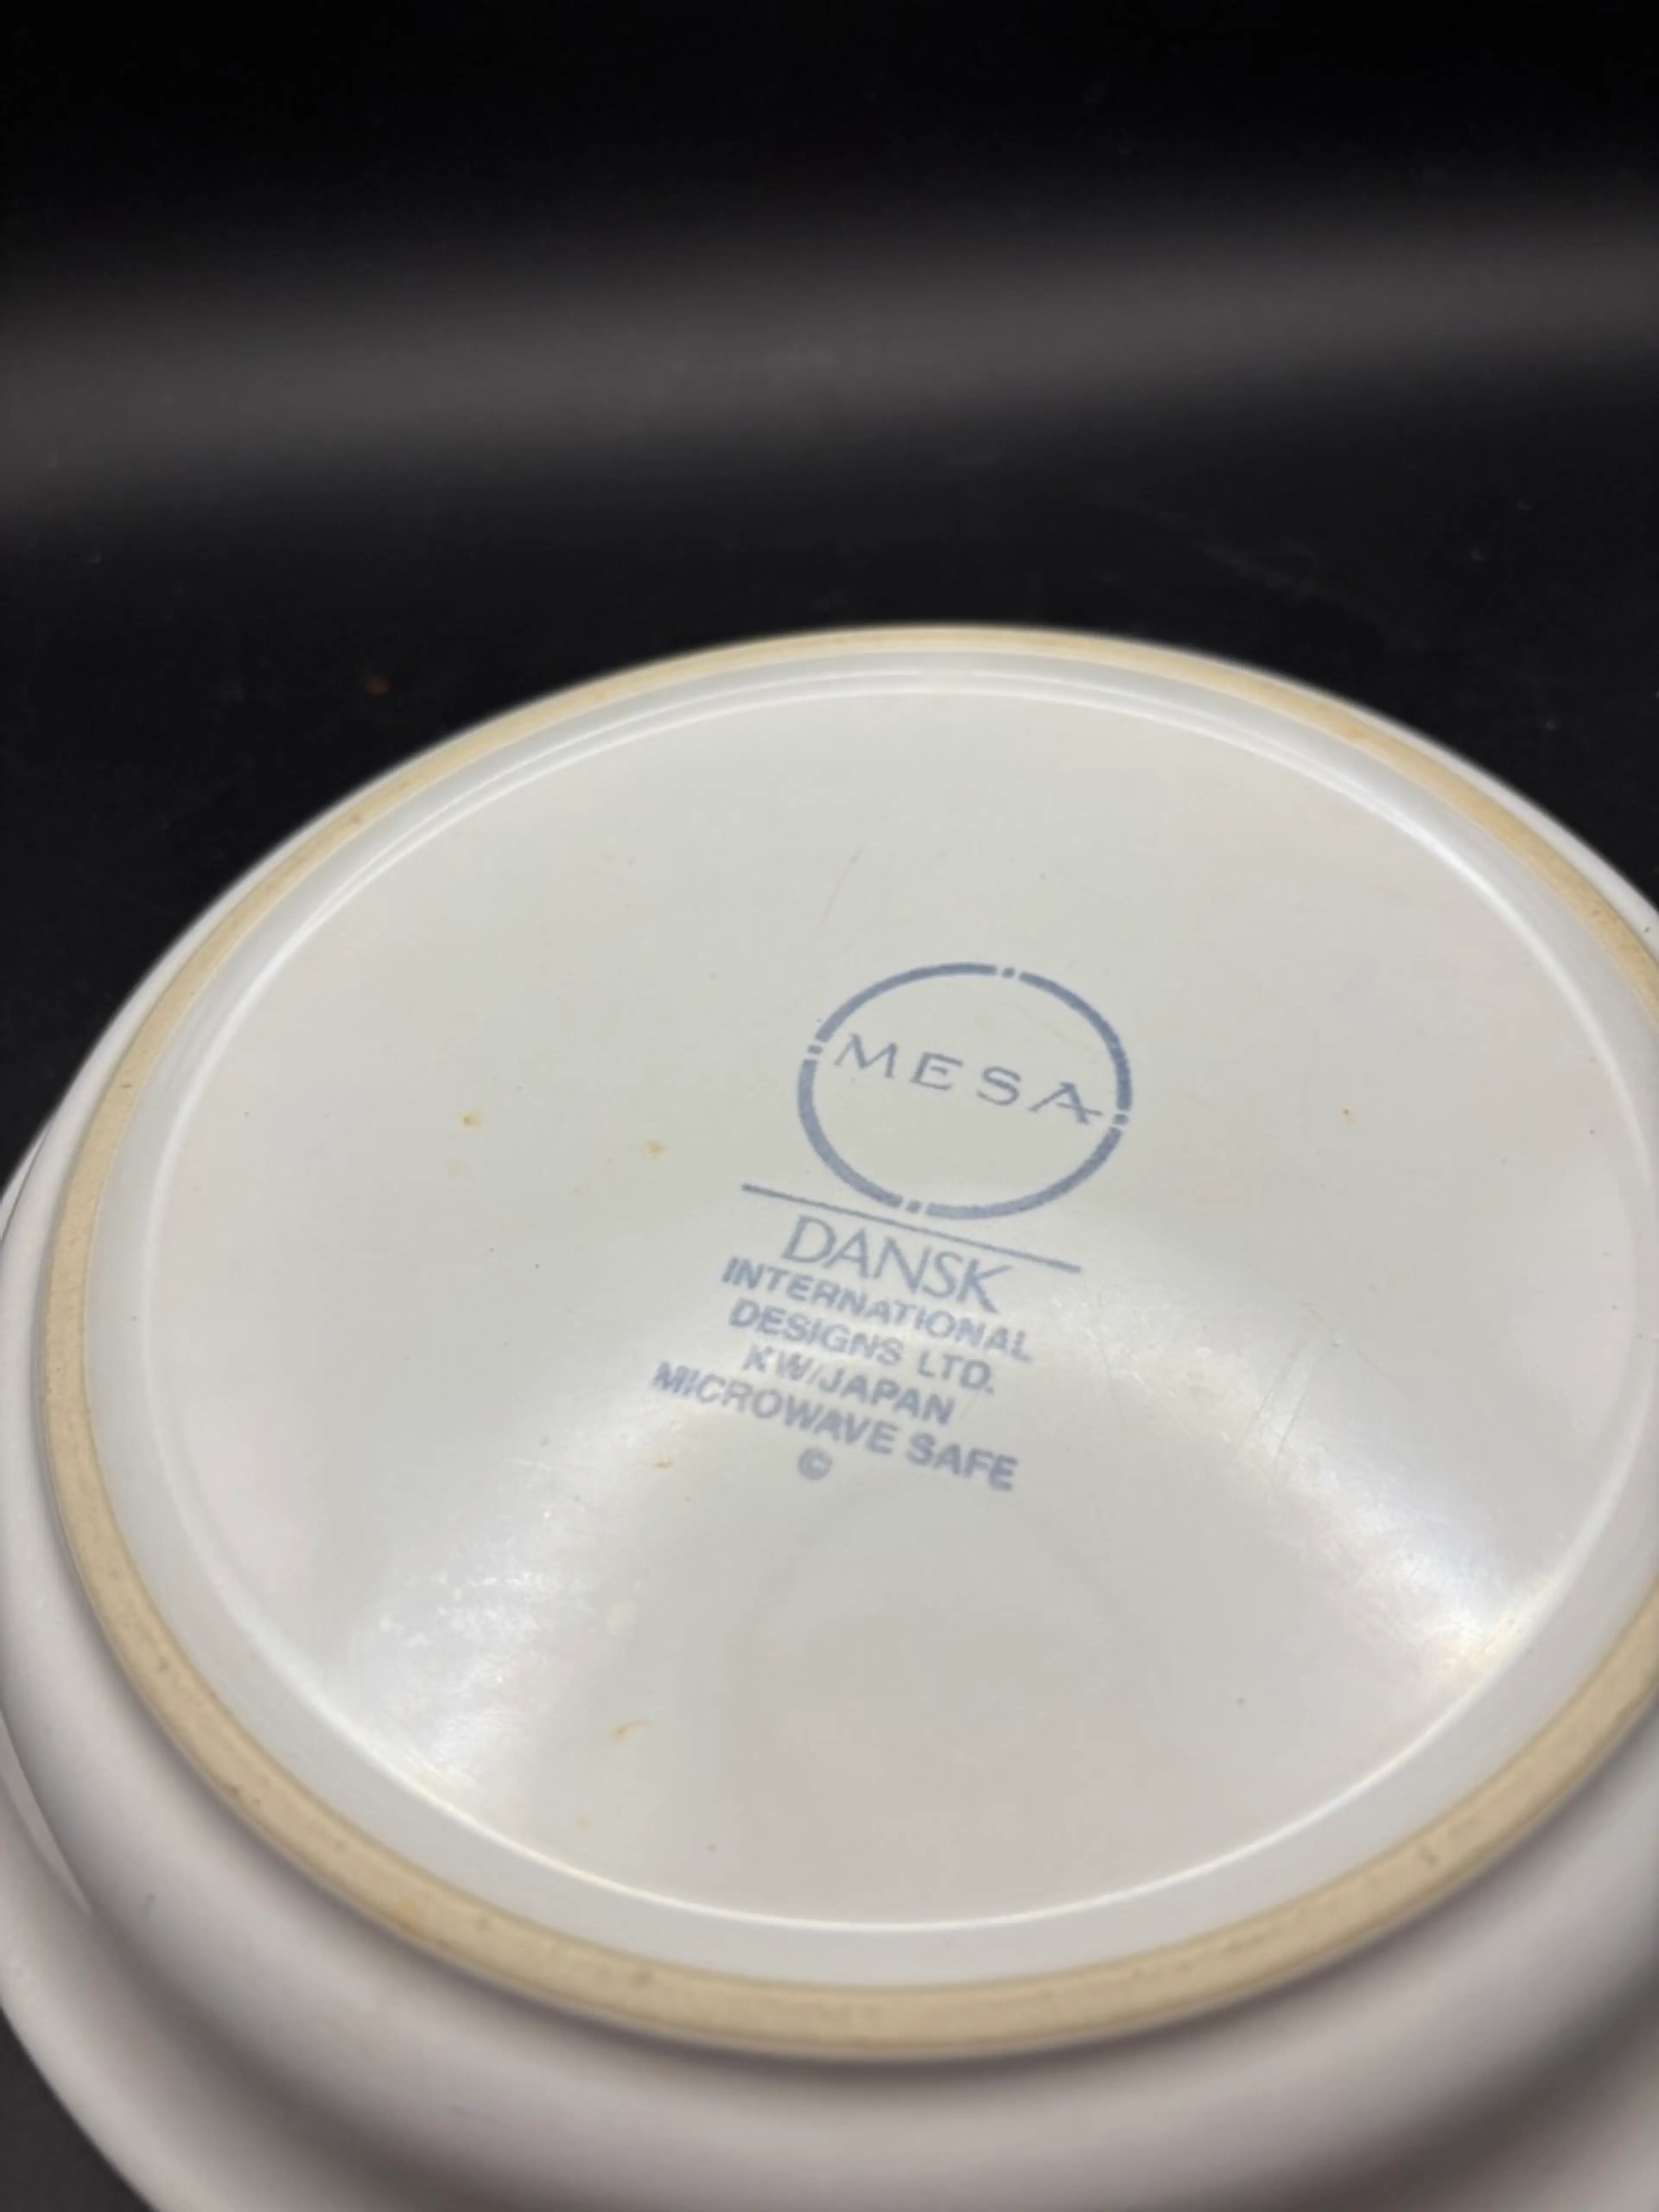 MESA
DANSK
INTERNATIONAL
DESIGNS LTD.
KW/JAPAN
MICROWAVE SAFE
©